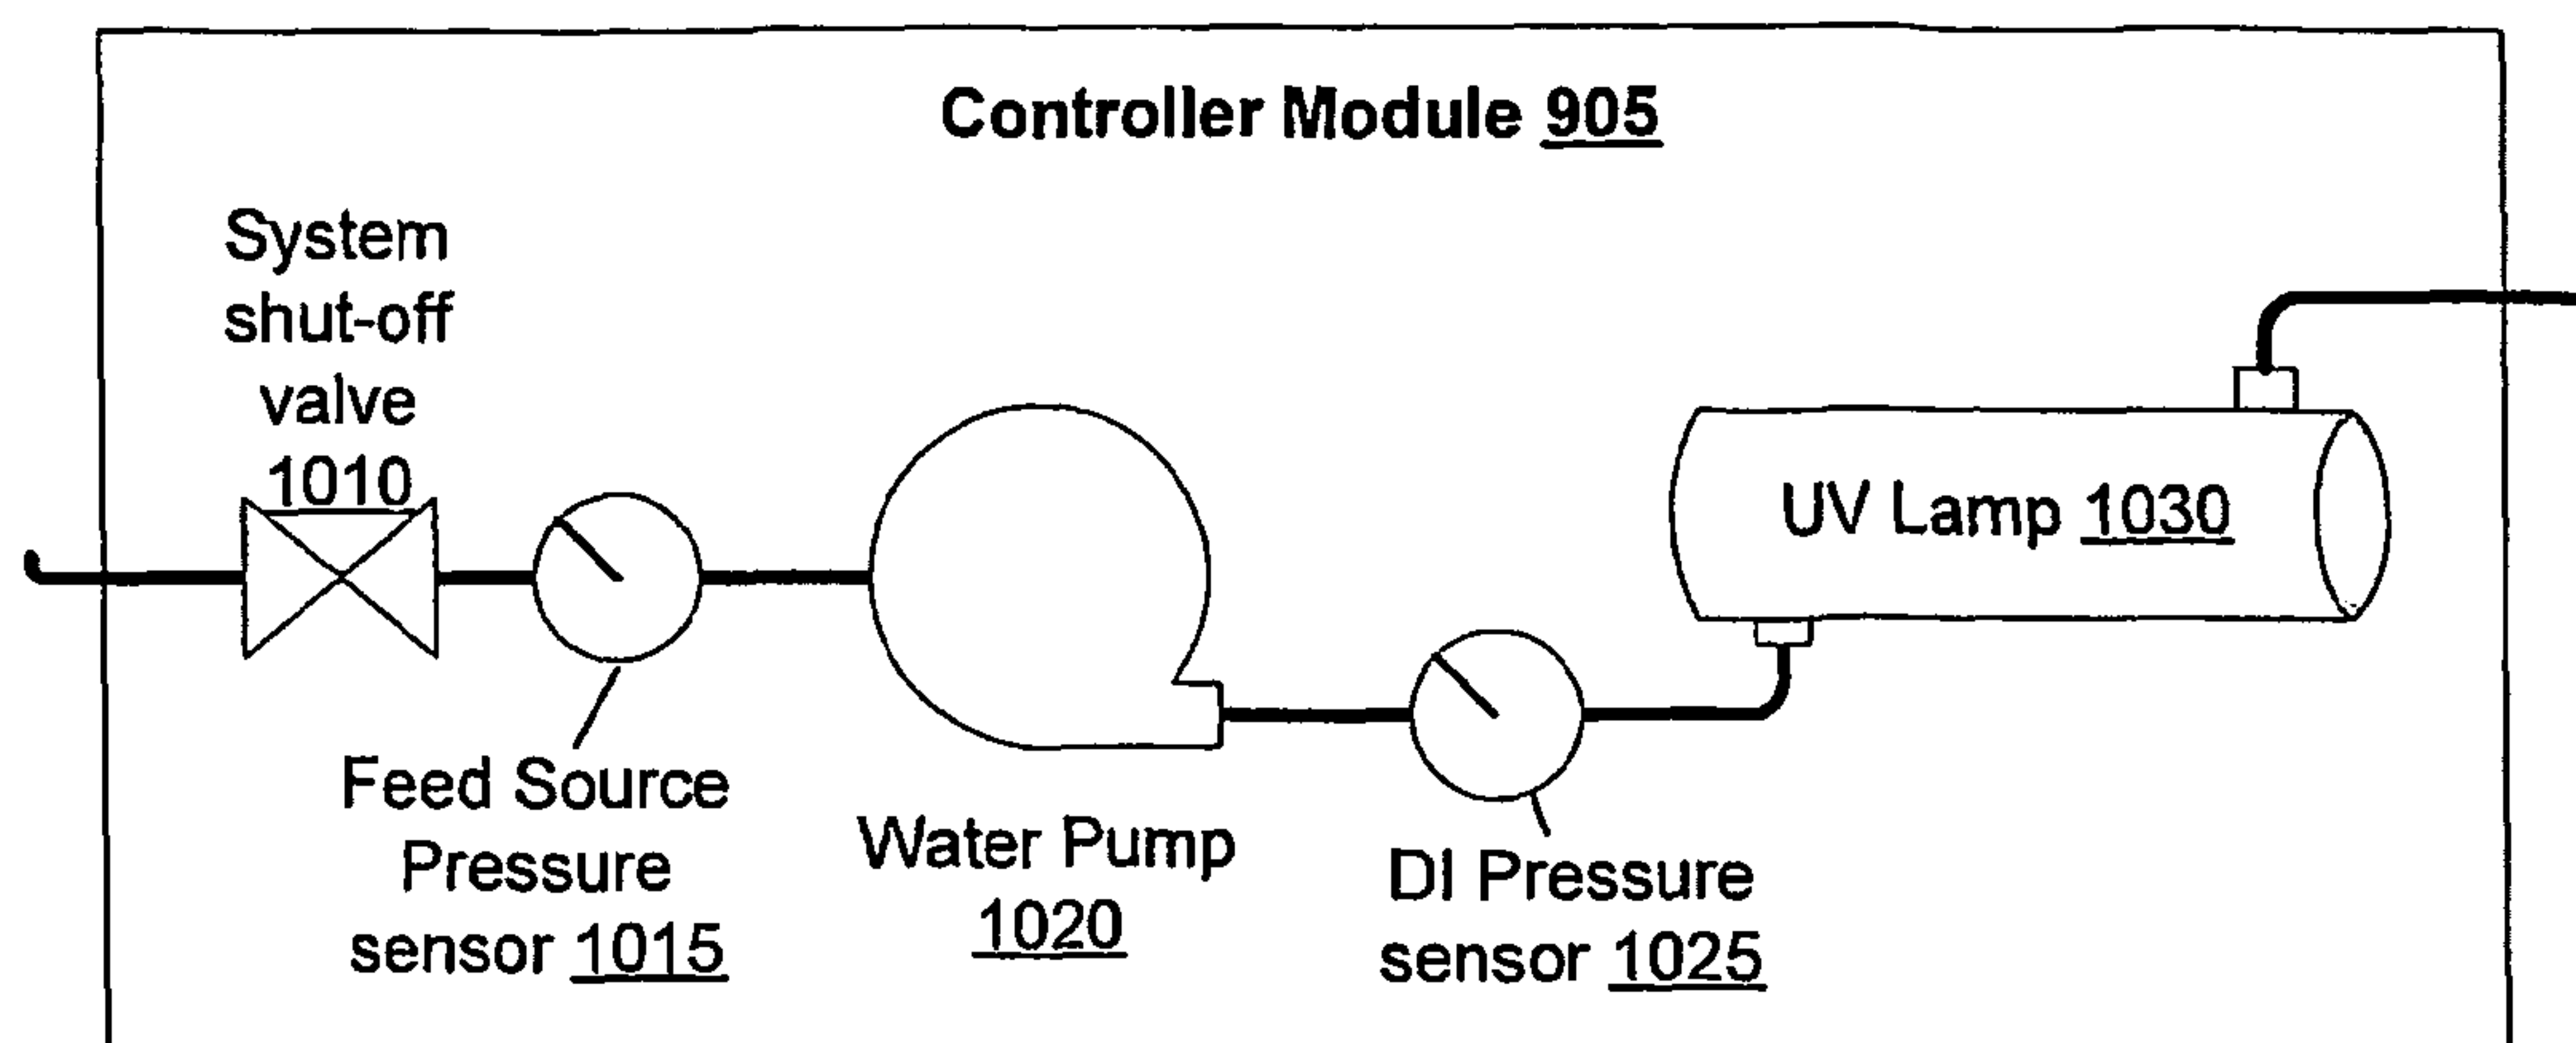 Controller Module 905
System
shut-off
valve
1010
UV Lamp 1030
Feed Source
Pressure
sensor 1015
Water Pump
1020
DI Pressure
sensor 1025